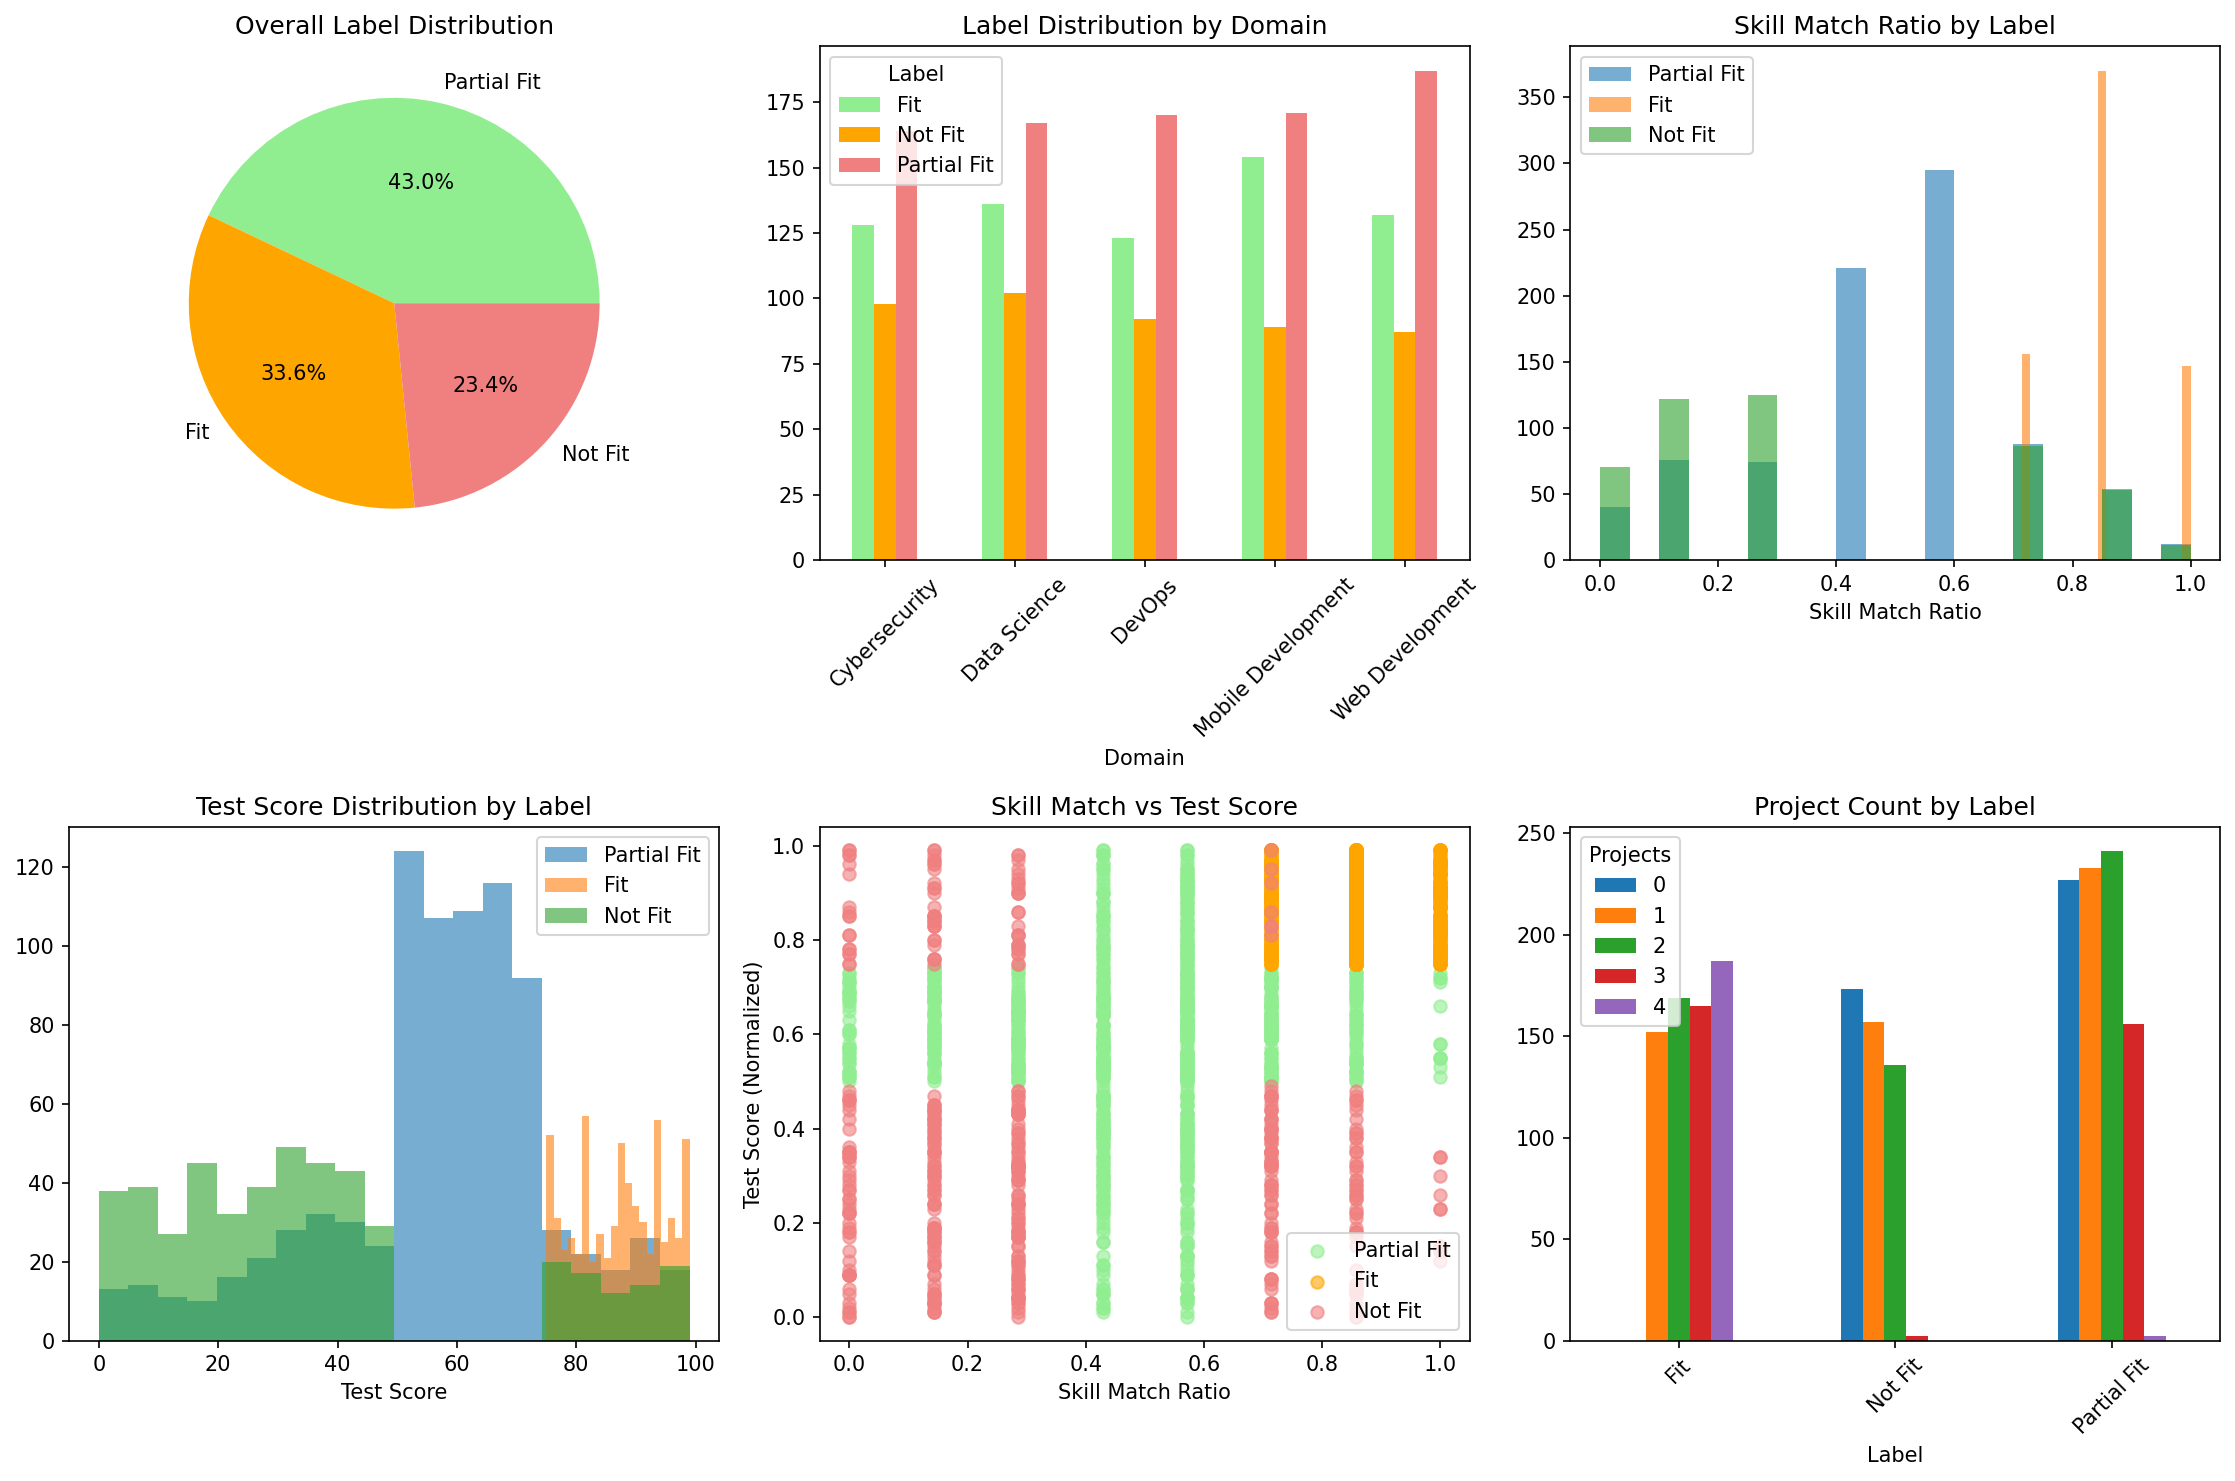 Overall Label Distribution
Partial Fit
43.0%
33.6%
23.4%
Fit
Not Fit
Label Distribution by Domain
Label
Fit
Not Fit
Partial Fit
175
150
125
100
75
50
25
0
Cybersecurity
Data Science
DevOps
Mobile Development
Web Development
Domain
Skill Match Ratio by Label
Partial Fit
Fit
Not Fit
350
300
250
200
150
100
50
0
0.0 0.2 0.4 0.6 0.8 1.0
Skill Match Ratio
Test Score Distribution by Label
Partial Fit
Fit
Not Fit
120
100
80
60
40
20
0
0 20 40 60 80 100
Test Score
Skill Match vs Test Score
Test Score (Normalized)
1.0
0.8
0.6
0.4
0.2
0.0
Partial Fit
Fit
Not Fit
0.0 0.2 0.4 0.6 0.8 1.0
Skill Match Ratio
Project Count by Label
Projects
0
1
2
3
4
250
200
150
100
50
0
Fit
Not Fit
Partial Fit
Label